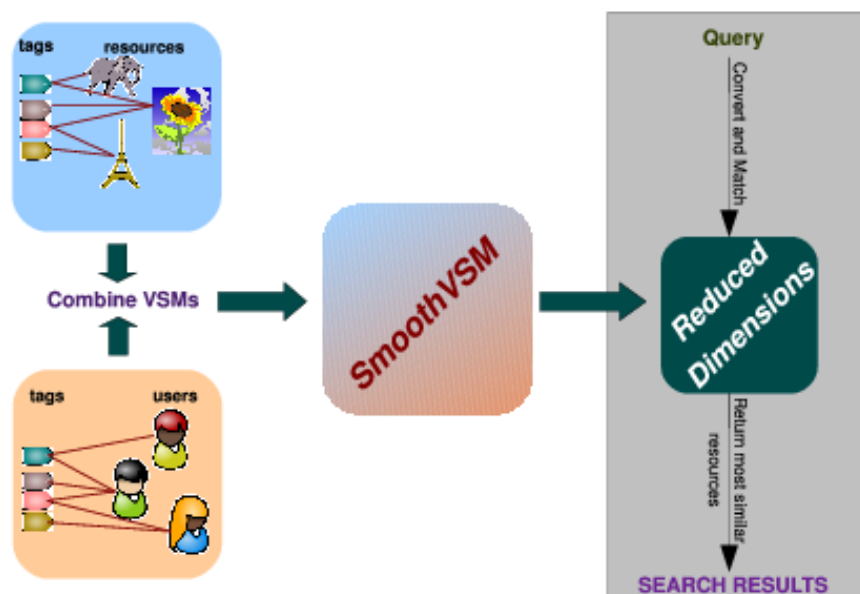 tags resources
Combine VSMs
tags users
SmoothVSM
Query
Convert and Match
Reduced
Dimensions
Return most similar
resources
SEARCH RESULTS